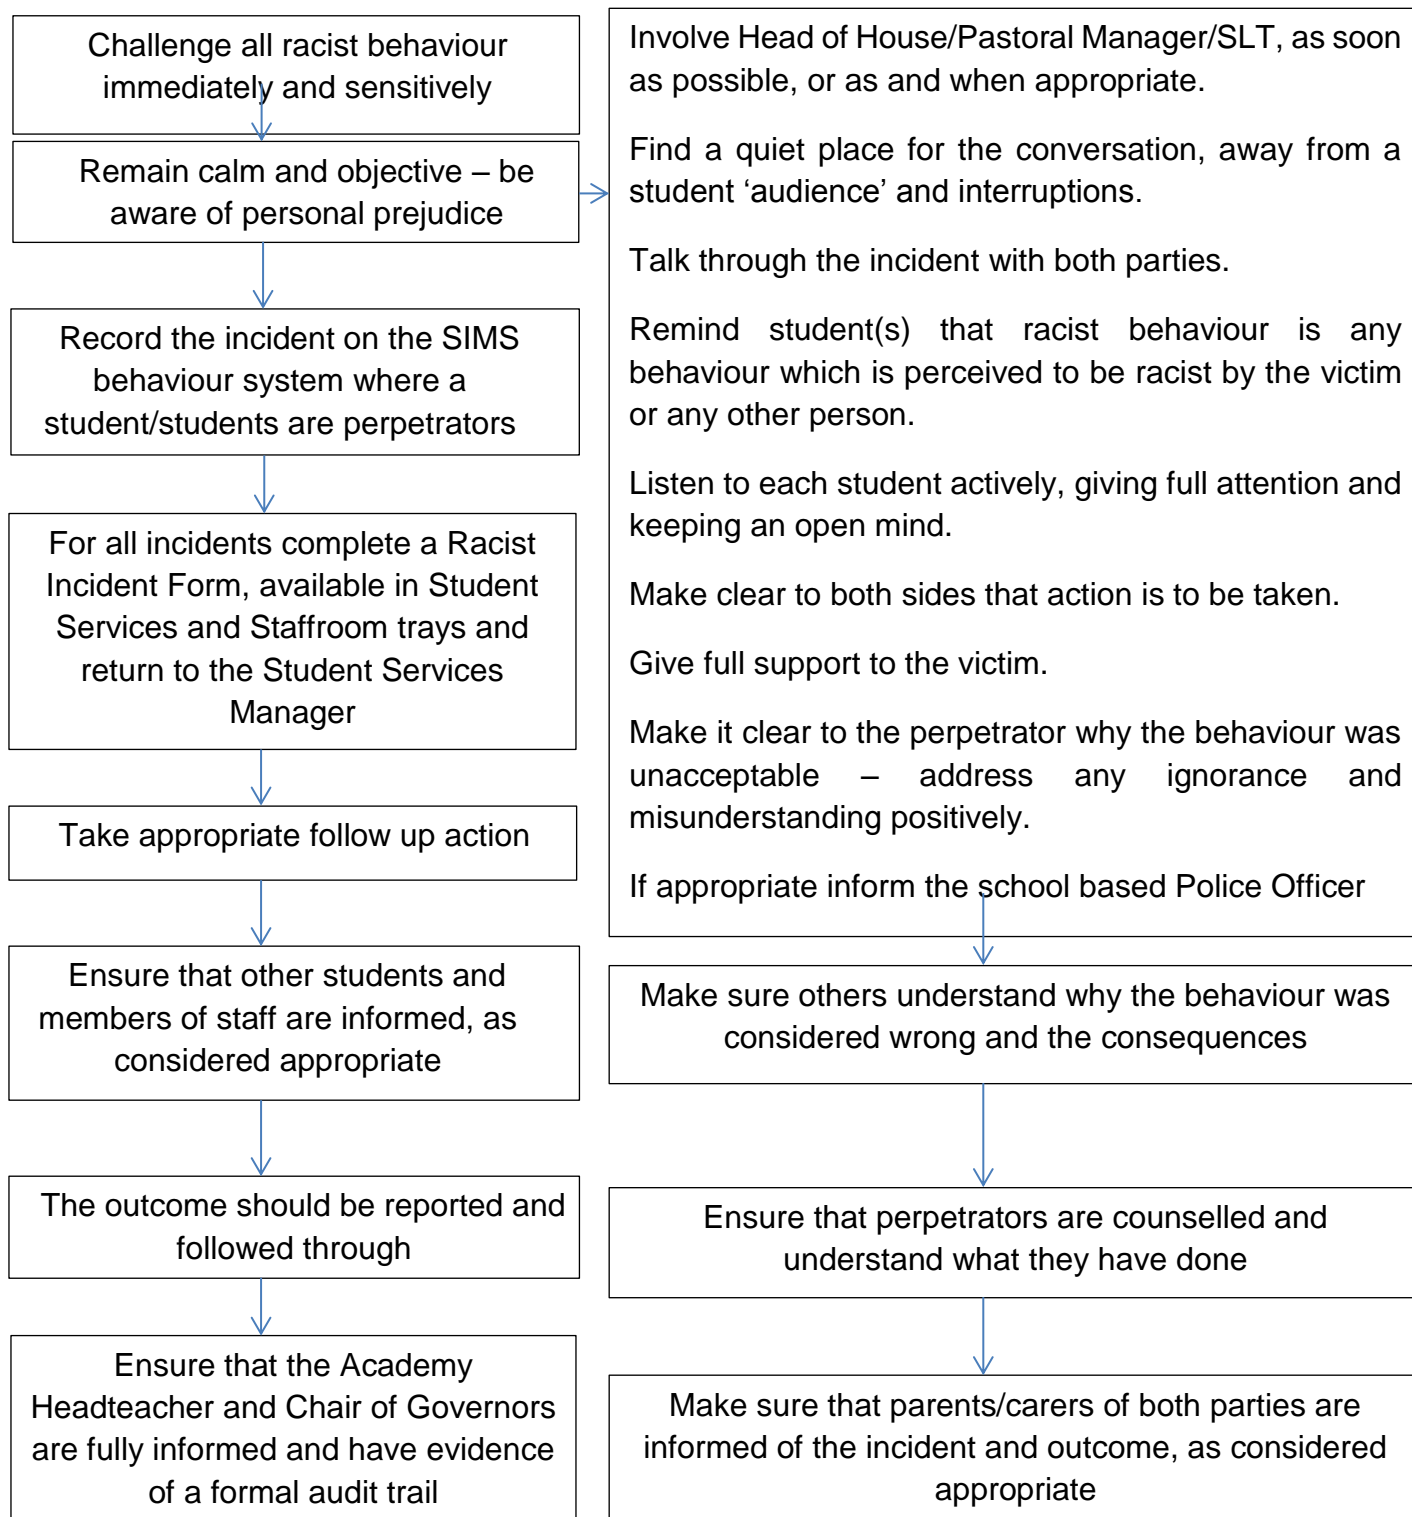 Challenge all racist behaviour
immediately and sensitively
Remain calm and objective – be
aware of personal prejudice
Record the incident on the SIMS
behaviour system where a
student/students are perpetrators
For all incidents complete a Racist
Incident Form, available in Student
Services and Staffroom trays and
return to the Student Services
Manager
Take appropriate follow up action
Ensure that other students and
members of staff are informed, as
considered appropriate
The outcome should be reported and
followed through
Ensure that the Academy
Headteacher and Chair of Governors
are fully informed and have evidence
of a formal audit trail
Involve Head of House/Pastoral Manager/SLT, as soon
as possible, or as and when appropriate.
Find a quiet place for the conversation, away from a
student ‘audience’ and interruptions.
Talk through the incident with both parties.
Remind student(s) that racist behaviour is any
behaviour which is perceived to be racist by the victim
or any other person.
Listen to each student actively, giving full attention and
keeping an open mind.
Make clear to both sides that action is to be taken.
Give full support to the victim.
Make it clear to the perpetrator why the behaviour was
unacceptable – address any ignorance and
misunderstanding positively.
If appropriate inform the school based Police Officer
Make sure others understand why the behaviour was
considered wrong and the consequences
Ensure that perpetrators are counselled and
understand what they have done
Make sure that parents/carers of both parties are
informed of the incident and outcome, as considered
appropriate